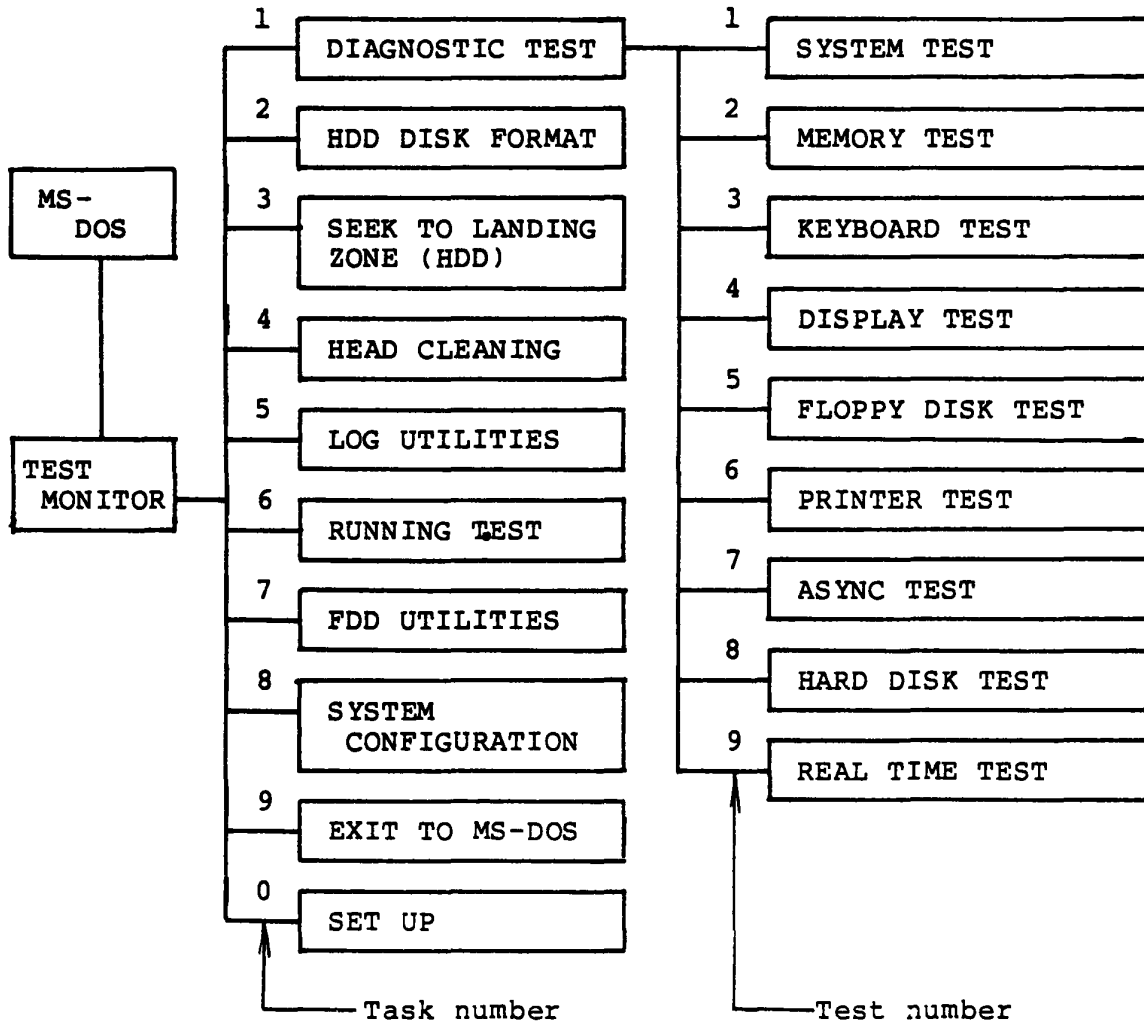 MS-
DOS
TEST
MONITOR
1
DIAGNOSTIC TEST
2
HDD DISK FORMAT
3
SEEK TO LANDING
ZONE (HDD)
4
HEAD CLEANING
5
LOG UTILITIES
6
RUNNING TEST
7
FDD UTILITIES
8
SYSTEM
CONFIGURATION
9
EXIT TO MS-DOS
0
SET UP
Task number
1
SYSTEM TEST
2
MEMORY TEST
3
KEYBOARD TEST
4
DISPLAY TEST
5
FLOPPY DISK TEST
6
PRINTER TEST
7
ASYNC TEST
8
HARD DISK TEST
9
REAL TIME TEST
Test number